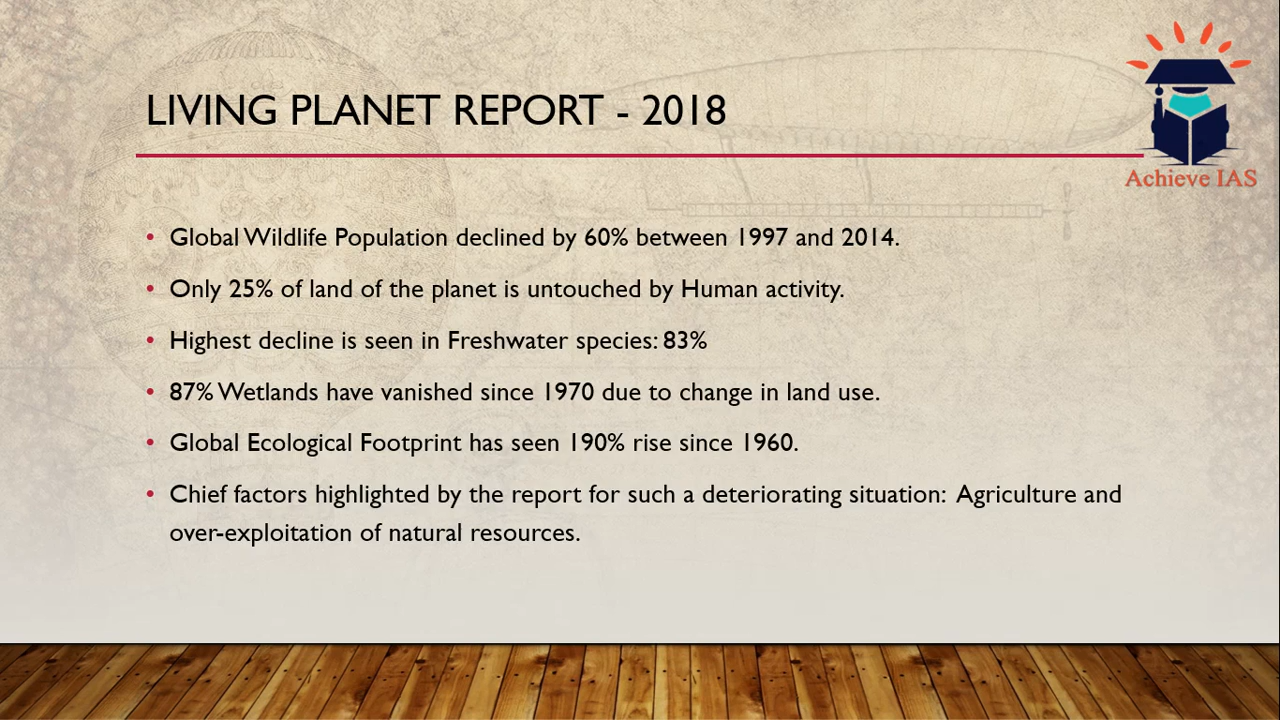 LIVING PLANET REPORT - 2018
Achieve IAS
• Global Wildlife Population declined by 60% between 1997 and 2014.
• Only 25% of land of the planet is untouched by Human activity.
• Highest decline is seen in Freshwater species: 83%
• 87% Wetlands have vanished since 1970 due to change in land use.
• Global Ecological Footprint has seen 190% rise since 1960.
• Chief factors highlighted by the report for such a deteriorating situation: Agriculture and
over-exploitation of natural resources.